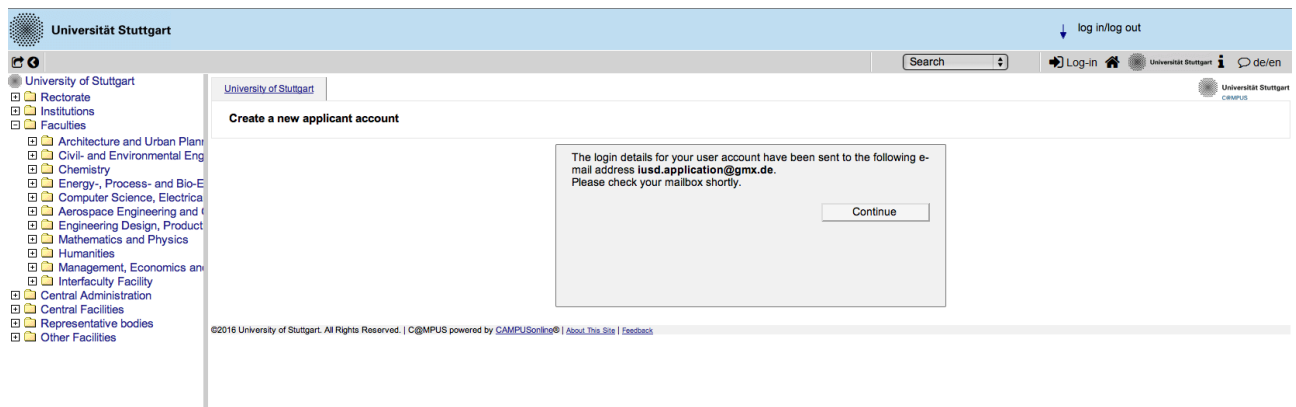 Universität Stuttgart
log in/log out
Search
Log-in
Universität Stuttgart
de/en
University of Stuttgart
Rectorate
Institutions
Faculties
Architecture and Urban Plan
Civil- and Environmental Eng
Chemistry
Energy-, Process- and Bio-E
Computer Science, Electrica
Aerospace Engineering and
Engineering Design, Product
Mathematics and Physics
Humanities
Management, Economics an
Interfaculty Facility
Central Administration
Central Facilities
Representative bodies
Other Facilities
University of Stuttgart
Universität Stuttgart
C@MPUS
Create a new applicant account
The login details for your user account have been sent to the following e-
mail address iusd.application@gmx.de.
Please check your mailbox shortly.
Continue
©2016 University of Stuttgart. All Rights Reserved. | C@MPUS powered by CAMPUSonline® | About This Site | Feedback